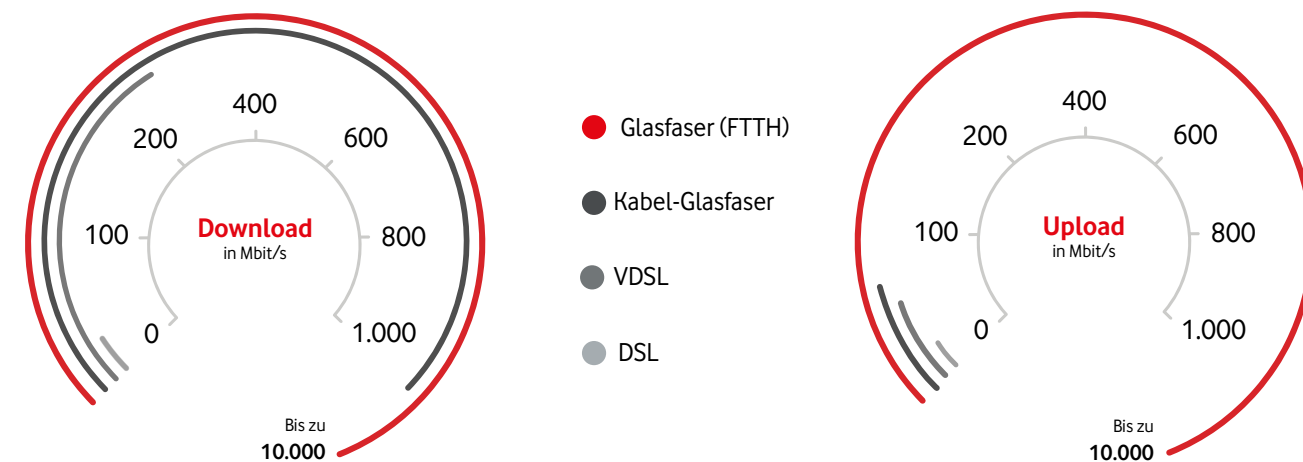 400
200
600
100
Download
in Mbit/s
800
0
1.000
Bis zu
10.000
Glasfaser (FTTH)
Kabel-Glasfaser
VDSL
DSL
400
200
600
100
Upload
in Mbit/s
800
0
1.000
Bis zu
10.000